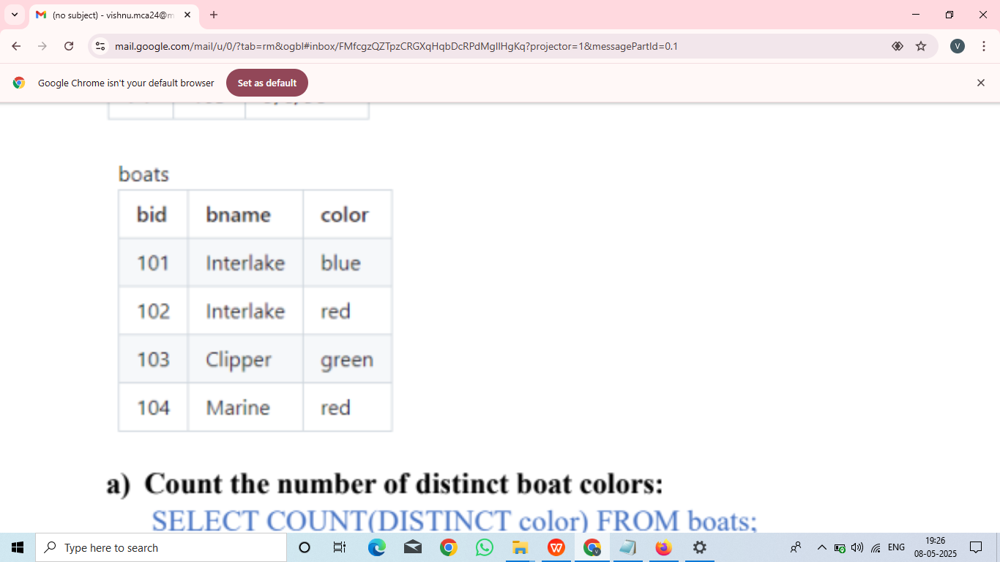 (no subject) - vishnu.mca24@m
mail.google.com/mail/u/0/?tab=rm&ogbl#inbox/FMfcgzQZTpzCRGXqHqbDcRPdMgllHgKq?projector=1&messagePartId=0.1
V
Google Chrome isn't your default browser
Set as default
boats
bid bname color
101 Interlake blue
102 Interlake red
103 Clipper green
104 Marine red
a) Count the number of distinct boat colors:
SELECT COUNT(DISTINCT color) FROM boats;
Type here to search
ENG
19:26
08-05-2025